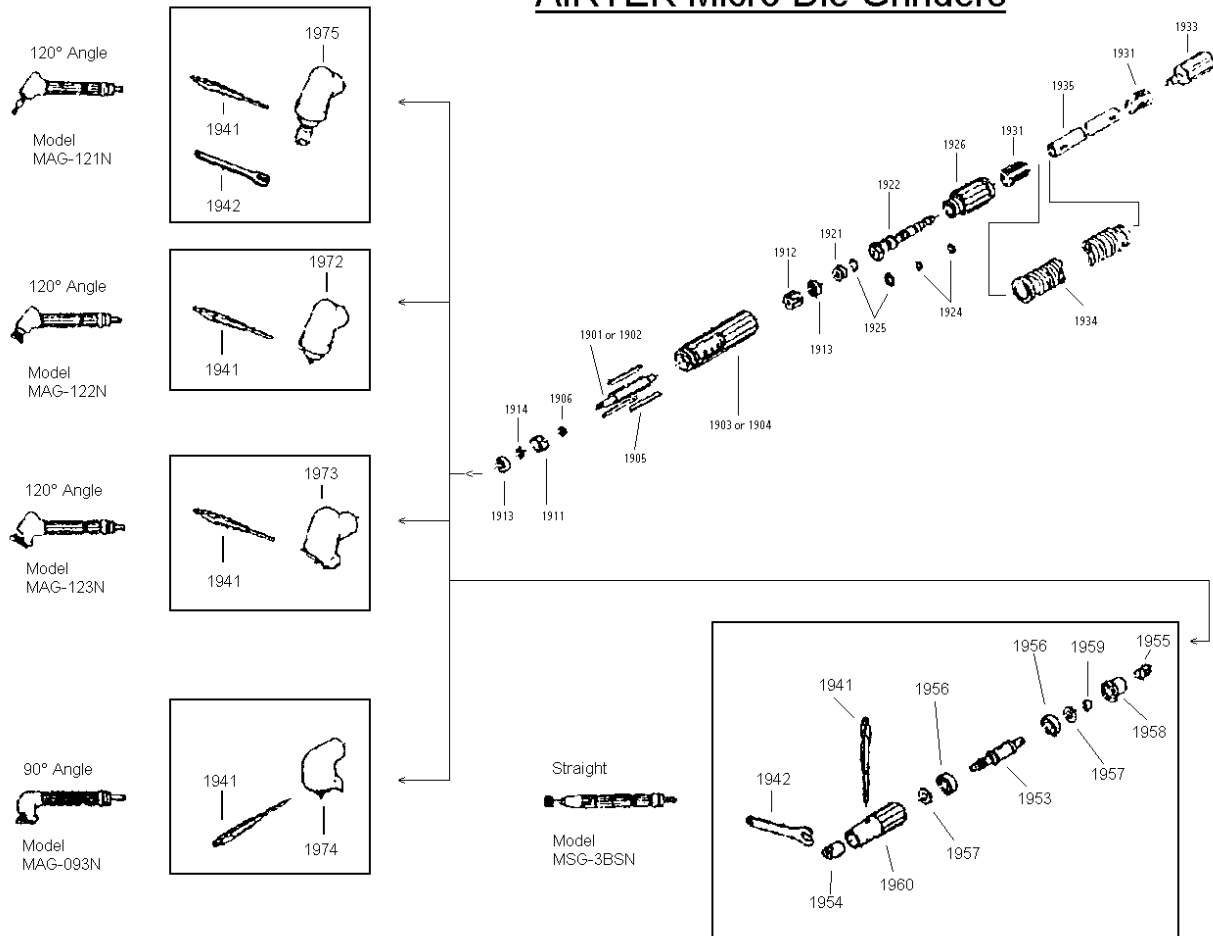 AIRTEK Micro Die Grinders
120° Angle
Model
MAG-121N
1975
1941
1942
120° Angle
Model
MAG-122N
1972
1941
120° Angle
Model
MAG-123N
1973
1941
90° Angle
Model
MAG-093N
1941
1974
1933
1931
1935
1931
1926
1922
1921
1912
1913
1925
1924
1934
1901 or 1902
1903 or 1904
1905
1906
1914
1913
1911
Straight
Model
MSG-3BSN
1956
1959
1955
1941
1956
1958
1957
1942
1953
1957
1960
1954